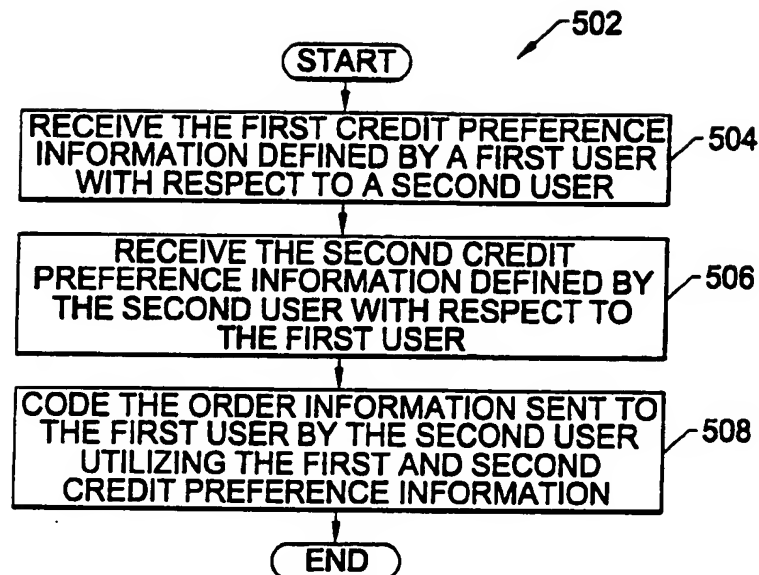 502
START
RECEIVE THE FIRST CREDIT PREFERENCE
INFORMATION DEFINED BY A FIRST USER
WITH RESPECT TO A SECOND USER
504
RECEIVE THE SECOND CREDIT
PREFERENCE INFORMATION DEFINED BY
THE SECOND USER WITH RESPECT TO
THE FIRST USER
506
CODE THE ORDER INFORMATION SENT TO
THE FIRST USER BY THE SECOND USER
UTILIZING THE FIRST AND SECOND
CREDIT PREFERENCE INFORMATION
508
END